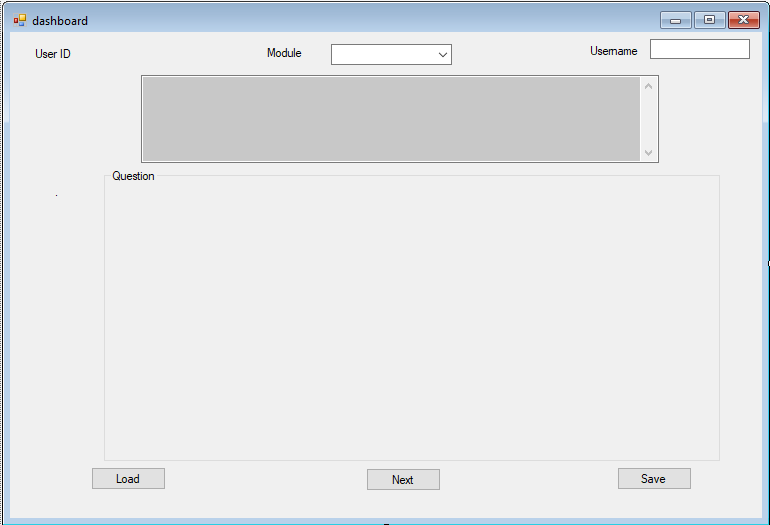 dashboard
User ID
Module
Username
Question
.
Load
Next
Save